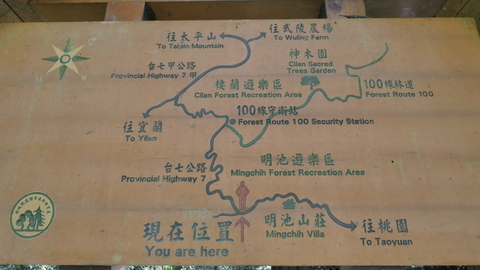 往太平山
To Taipin Mountain
往武陵農場
To Wuling Farm
神木園
Cilan Sacred
Trees Garden
台七甲公路
Provincial Highway 7 甲
棲蘭遊樂區
Cilan Forest Recreation Area
100線林道
Forest Route 100
100線守衛站
Forest Route 100 Security Station
往宜蘭
To Yilan
台七公路
Provincial Highway 7
明池遊樂區
Mingchih Forest Recreation Area
現在位置
You are here
明池山莊
Mingchih Villa
往桃園
To Taoyuan